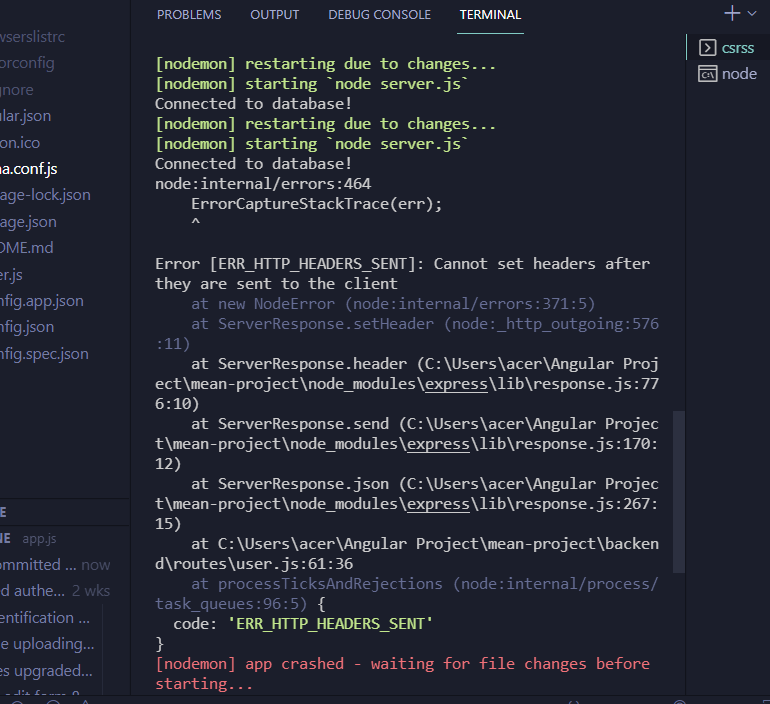 PROBLEMS OUTPUT DEBUG CONSOLE TERMINAL
wserslistrc
orconfig
gnore
ular.json
on.ico
na.conf.js
age-lock.json
age.json
OME.md
er.js
nfig.app.json
nfig.json
nfig.spec.json
E
NE app.js
ommitted ... now
d authe... 2 wks
entification ...
e uploading...
es upgraded...
[nodemon] restarting due to changes...
[nodemon] starting `node server.js`
Connected to database!
[nodemon] restarting due to changes...
[nodemon] starting `node server.js`
Connected to database!
node:internal/errors:464
    ErrorCaptureStackTrace(err);
    ^
Error [ERR_HTTP_HEADERS_SENT]: Cannot set headers after
they are sent to the client
    at new NodeError (node:internal/errors:371:5)
    at ServerResponse.setHeader (node:_http_outgoing:576
:11)
    at ServerResponse.header (C:\Users\acer\Angular Proj
ect\mean-project\node_modules\express\lib\response.js:77
6:10)
    at ServerResponse.send (C:\Users\acer\Angular Projec
t\mean-project\node_modules\express\lib\response.js:170:
12)
    at ServerResponse.json (C:\Users\acer\Angular Projec
t\mean-project\node_modules\express\lib\response.js:267:
15)
    at C:\Users\acer\Angular Project\mean-project\backen
d\routes\user.js:61:36
    at processTicksAndRejections (node:internal/process/
task_queues:96:5) {
  code: 'ERR_HTTP_HEADERS_SENT'
}
[nodemon] app crashed - waiting for file changes before
starting...
csrss
node